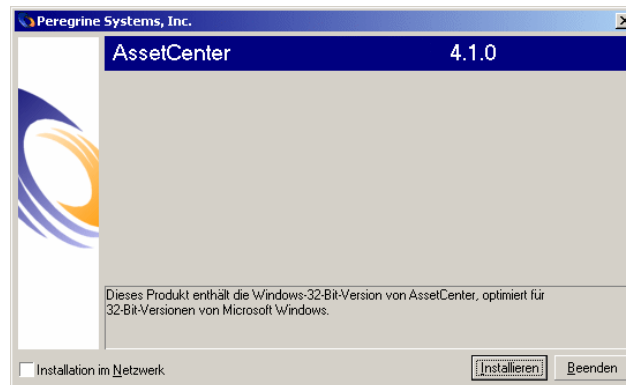 Peregrine Systems, Inc.
AssetCenter 4.1.0
Dieses Produkt enthält die Windows-32-Bit-Version von AssetCenter, optimiert für
32-Bit-Versionen von Microsoft Windows.
Installation im Netzwerk Installieren Beenden